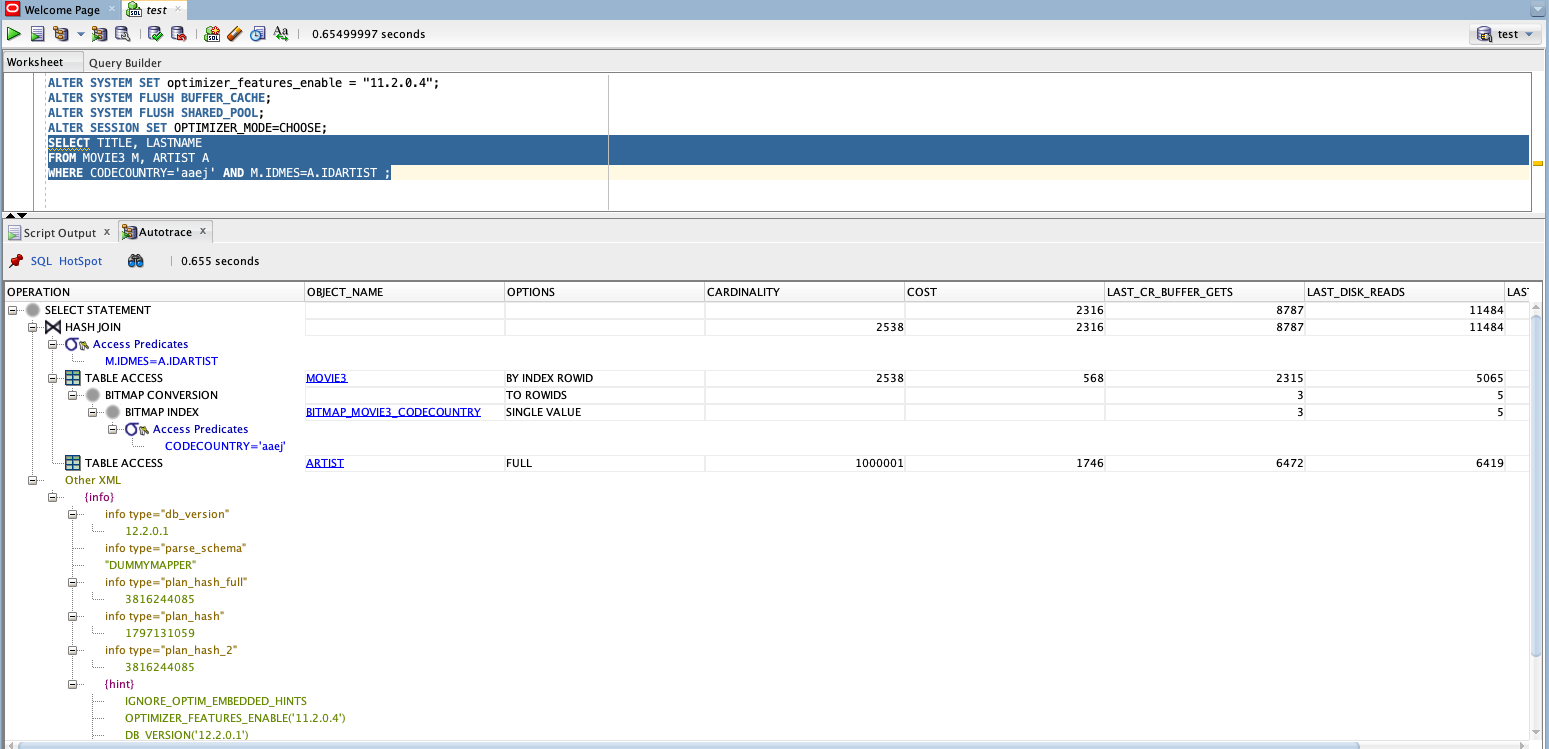 Welcome Page × test ×
0.65499997 seconds test
Worksheet Query Builder
ALTER SYSTEM SET optimizer_features_enable = "11.2.0.4";
ALTER SYSTEM FLUSH BUFFER_CACHE;
ALTER SYSTEM FLUSH SHARED_POOL;
ALTER SESSION SET OPTIMIZER_MODE=CHOOSE;
SELECT TITLE, LASTNAME
FROM MOVIE3 M, ARTIST A
WHERE CODECOUNTRY='aaej' AND M.IDMES=A.IDARTIST ;
Script Output × Autotrace ×
SQL HotSpot 0.655 seconds
OPERATION OBJECT_NAME OPTIONS CARDINALITY COST LAST_CR_BUFFER_GETS LAST_DISK_READS LAST
SELECT STATEMENT 2316 8787 11484
HASH JOIN 2538 2316 8787 11484
Access Predicates
M.IDMES=A.IDARTIST
TABLE ACCESS MOVIE3 BY INDEX ROWID 2538 568 2315 5065
BITMAP CONVERSION TO ROWIDS 3 5
BITMAP INDEX BITMAP_MOVIE3_CODECOUNTRY SINGLE VALUE 3 5
Access Predicates
CODECOUNTRY='aaej'
TABLE ACCESS ARTIST FULL 1000001 1746 6472 6419
Other XML
{info}
info type="db_version"
12.2.0.1
info type="parse_schema"
"DUMMYMAPPER"
info type="plan_hash_full"
3816244085
info type="plan_hash"
1797131059
info type="plan_hash_2"
3816244085
{hint}
IGNORE_OPTIM_EMBEDDED_HINTS
OPTIMIZER_FEATURES_ENABLE('11.2.0.4')
DB_VERSION('12.2.0.1')